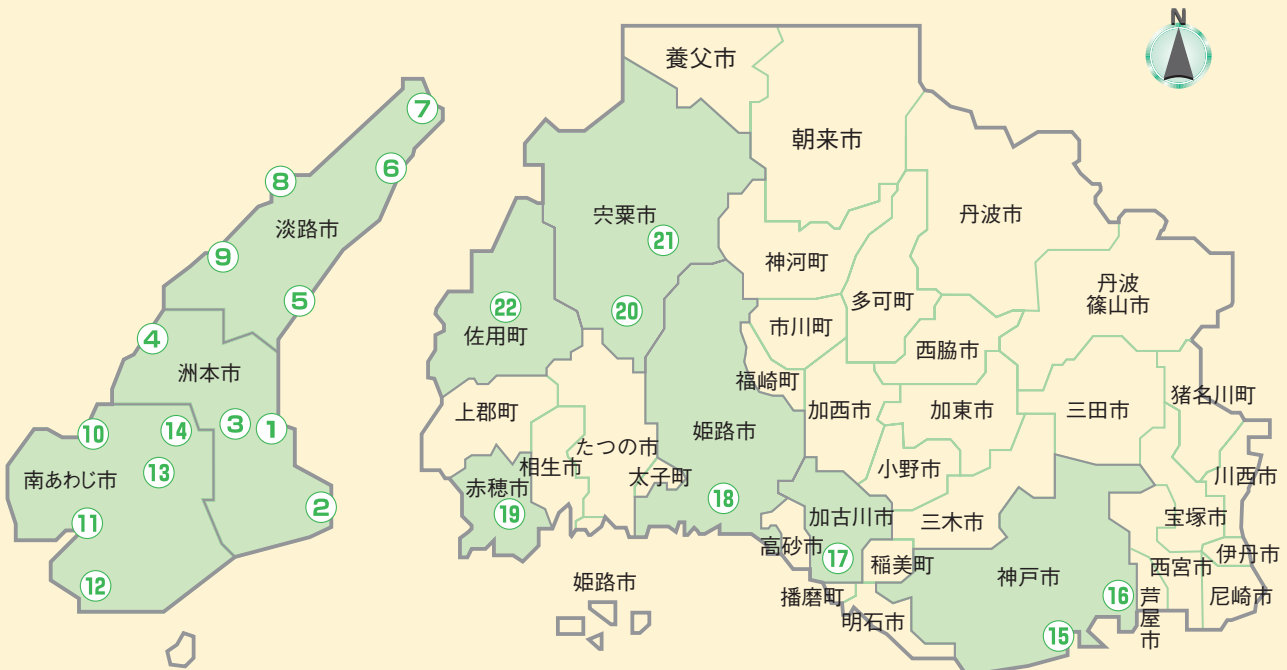 N
養父市
朝来市
宍粟市
21
20
丹波市
神河町
多可町
市川町
丹波
篠山市
西脇市
22
佐用町
福崎町
加西市
加東市
三田市
猪名川町
上郡町
相生市
たつの市
太子町
姫路市
18
小野市
川西市
赤穂市
19
加古川市
17
高砂市
三木市
宝塚市
伊丹市
稲美町
神戸市
16
15
西宮市
尼崎市
芦屋市
播磨町
明石市
姫路市
7
6
8
淡路市
9
5
4
洲本市
3
1
2
10
14
南あわじ市
13
11
12